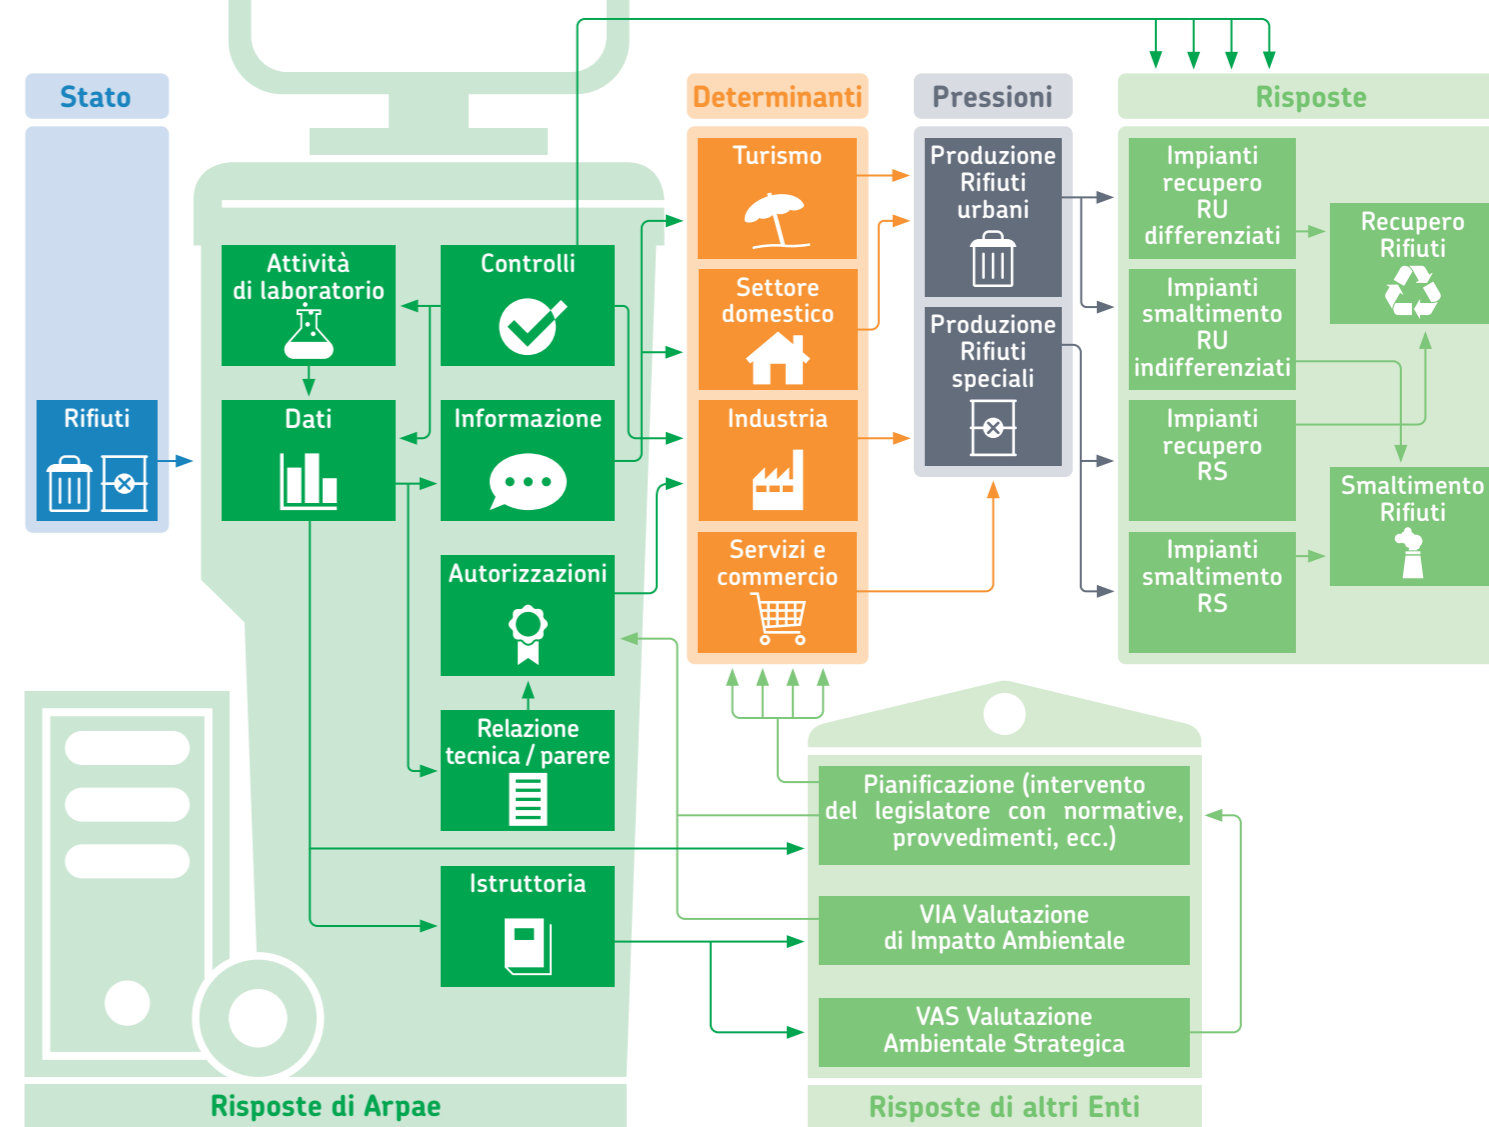 Stato
Rifiuti
Attività
di laboratorio
Controlli
Dati
Informazione
Autorizzazioni
Relazione
tecnica / parere
Istruttoria
Risposte di Arpae
Determinanti
Turismo
Settore
domestico
Industria
Servizi e
commercio
Pressioni
Produzione
Rifiuti
urbani
Produzione
Rifiuti
speciali
Risposte
Impianti
recupero
RU
differenziati
Impianti
smaltimento
RU
indifferenziati
Impianti
recupero
RS
Impianti
smaltimento
RS
Recupero
Rifiuti
Smaltimento
Rifiuti
Pianificazione (intervento
del legislatore con normative,
provvedimenti, ecc.)
VIA Valutazione
di Impatto Ambientale
VAS Valutazione
Ambientale Strategica
Risposte di altri Enti